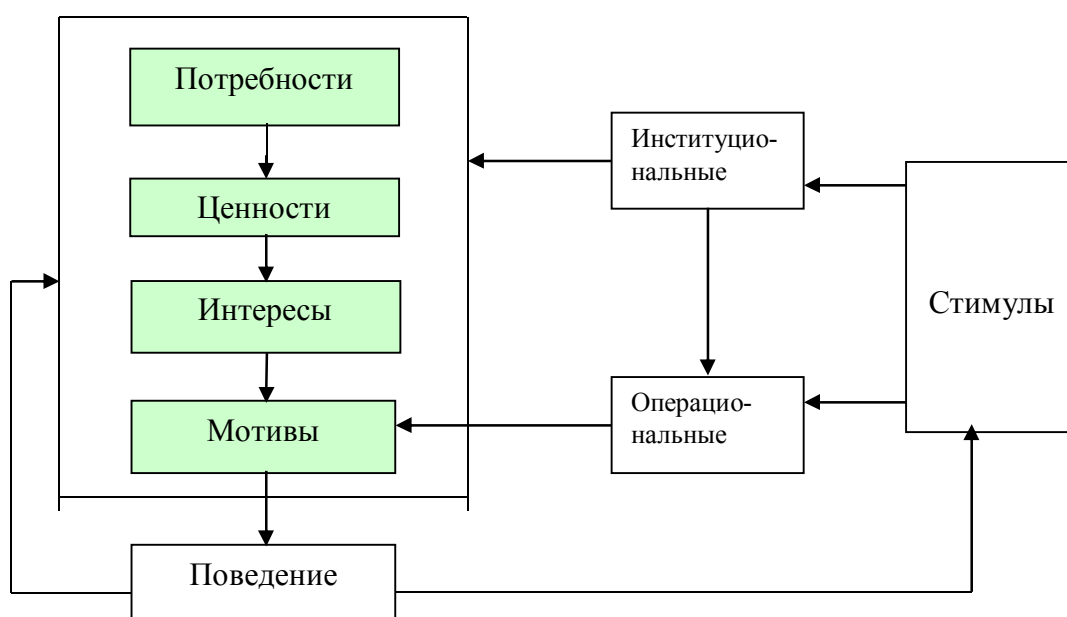 Потребности
Ценности
Интересы
Мотивы
Поведение
Институцио-
нальные
Операцио-
нальные
Стимулы